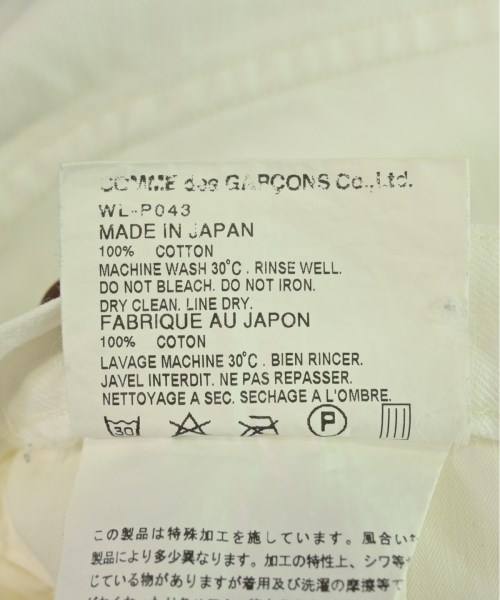 COMME des GARÇONS Co.,Ltd.
WL-P043
MADE IN JAPAN
100% COTTON
MACHINE WASH 30°C . RINSE WELL.
DO NOT BLEACH. DO NOT IRON.
DRY CLEAN. LINE DRY.
FABRIQUE AU JAPON
100% COTON
LAVAGE MACHINE 30°C . BIEN RINCER.
JAVEL INTERDIT. NE PAS REPASSER.
NETTOYAGE A SEC. SECHAGE A L'OMBRE.
30 P
この製品は特殊加工を施しています。風合い
製品により多少異なります。加工の特性上、シワ等
じている物がありますが着用及び洗濯の摩擦等で